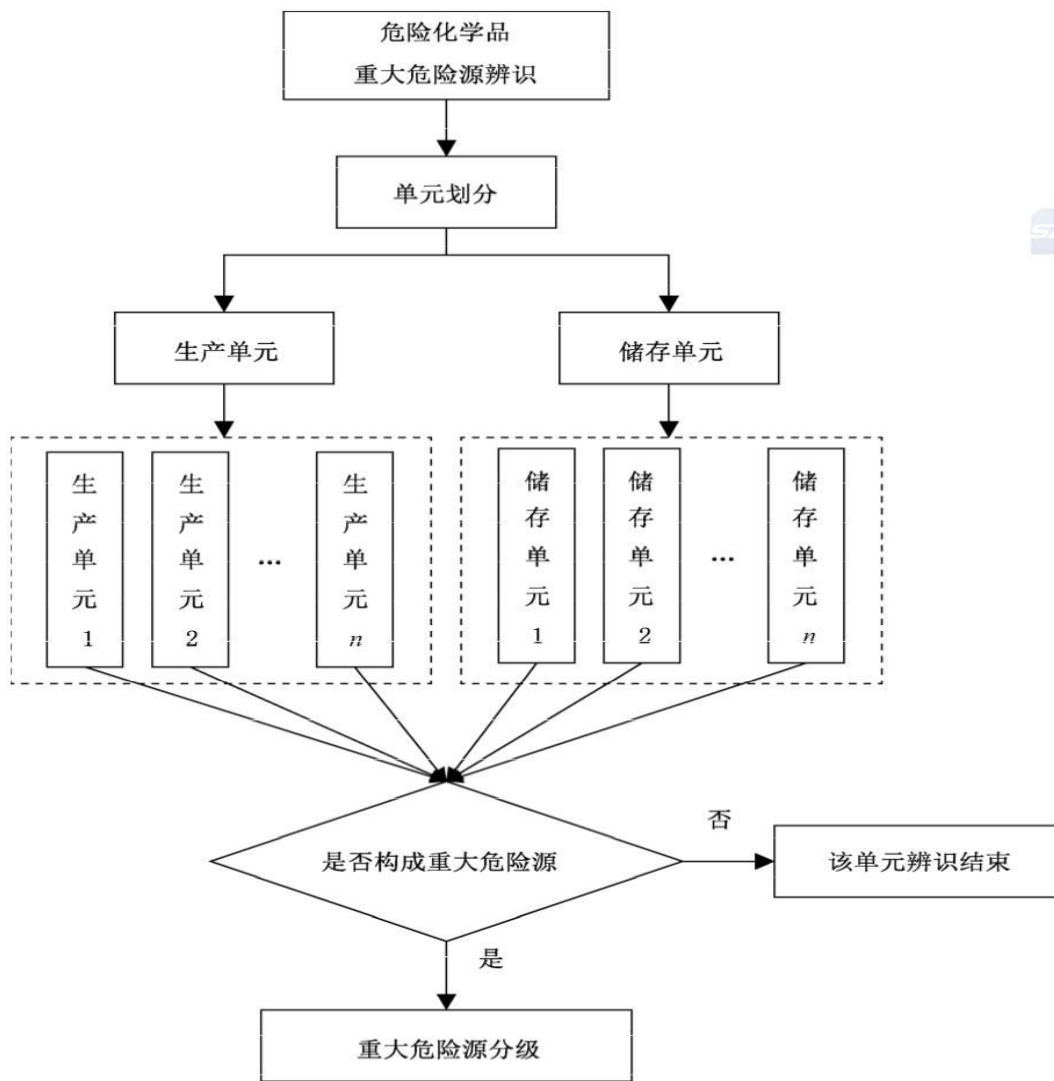 危险化学品
重大危险源辨识
单元划分
生产单元
储存单元
生产单元1
生产单元2
…
生产单元n
储存单元1
储存单元2
…
储存单元n
是否构成重大危险源
否
该单元辨识结束
是
重大危险源分级